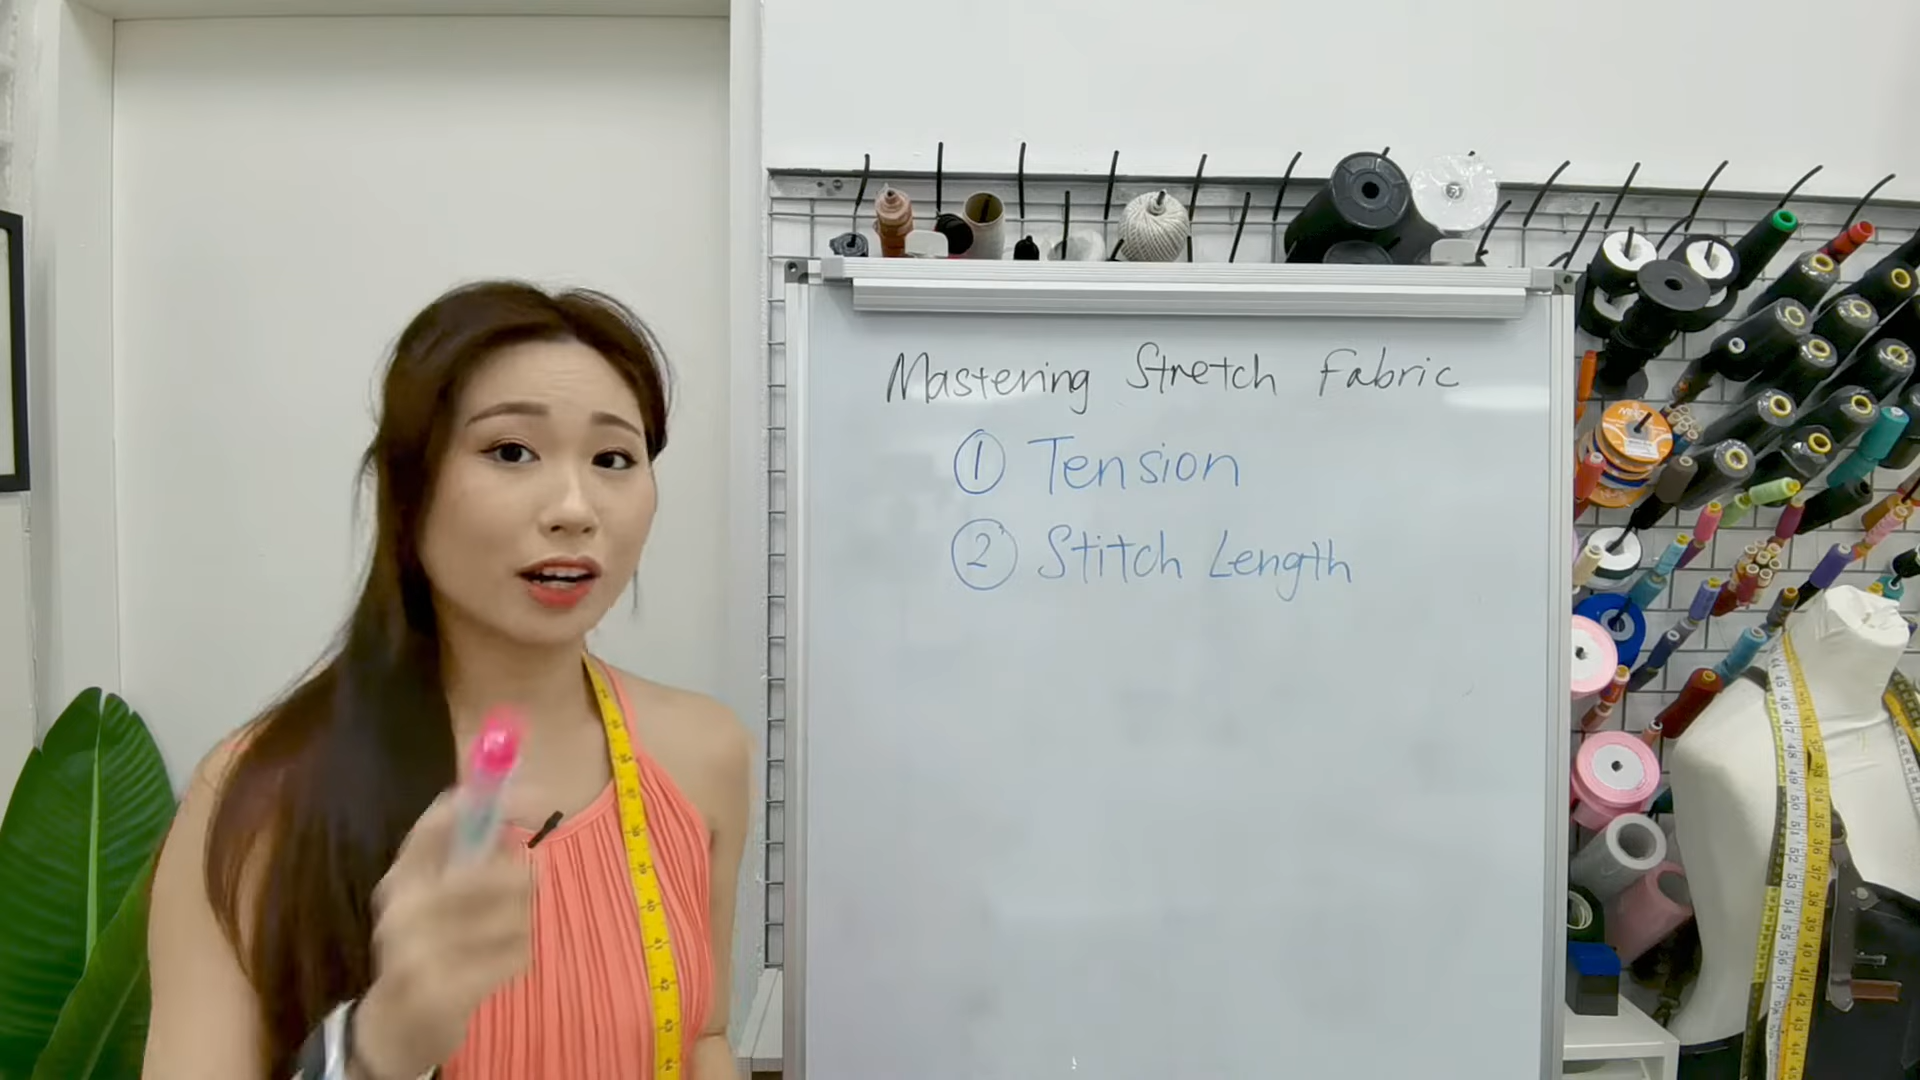 Mastering Stretch Fabric
① Tension
② Stitch Length